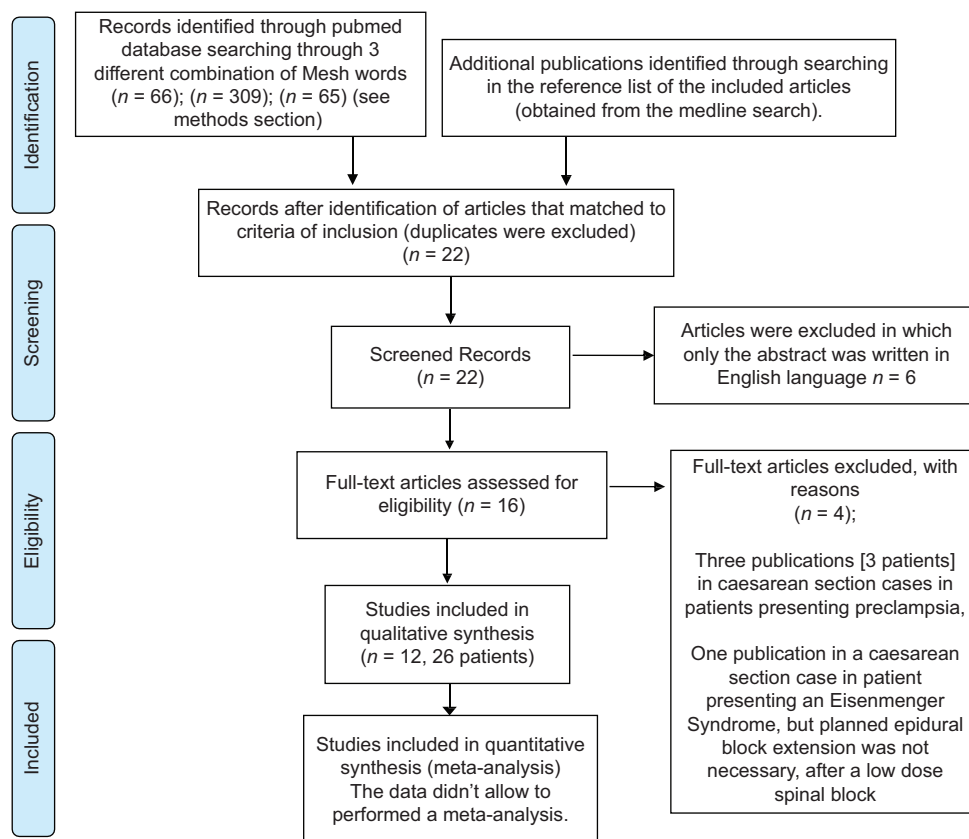 Identification
Records identified through pubmed
database searching through 3
different combination of Mesh words
(n = 66); (n = 309); (n = 65) (see
methods section)
Additional publications identified through searching
in the reference list of the included articles
(obtained from the medline search).
Records after identification of articles that matched to
criteria of inclusion (duplicates were excluded)
(n = 22)
Screening
Screened Records
(n = 22)
Articles were excluded in which
only the abstract was written in
English language n = 6
Eligibility
Full-text articles assessed for
eligibility (n = 16)
Full-text articles excluded, with
reasons
(n = 4);
Three publications [3 patients]
in caesarean section cases in
patients presenting preclampsia,
One publication in a caesarean
section case in patient
presenting an Eisenmenger
Syndrome, but planned epidural
block extension was not
necessary, after a low dose
spinal block
Studies included in
qualitative synthesis
(n = 12, 26 patients)
Included
Studies included in quantitative
synthesis (meta-analysis)
The data didn't allow to
performed a meta-analysis.